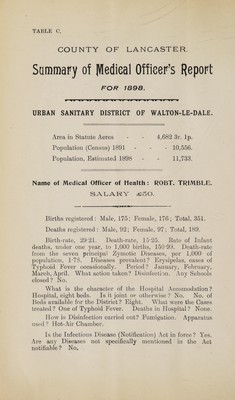 TABLE C.
COUNTY OF LANCASTER.
Summary of Medical Officer's Report
FOR 1898.
URBAN SANITARY DISTRICT OF WALTON-LE-DALE.
Area in Statute Acres - - 4,682 3r. 1p.
Population (Census) 1891 - - - 10,556.
Population, Estimated 1898 - - 11,733.
Name of Medical Officer of Health: ROBT. TRIMBLE.
SALARY £50.
Births registered: Male, 175; Female, 176; Total, 351.
Deaths registered: Male, 92; Female, 97; Total, 189.
Birth-rate, 29·21. Death-rate, 15·25. Rate of Infant
deaths, under one year, to 1,000 births, 150·99. Death-rate
from the seven principal Zymotic Diseases, per 1,000 of
population, 1·78. Diseases prevalent? Erysipelas, cases of
Typhoid Fever occasionally. Period? January, February,
March, April. What action taken? Disinfection. Any Schools
closed? No.
What is the character of the Hospital Accomodation?
Hospital, eight beds. Is it joint or otherwise? No. No. of
Beds available for the District? Eight. What were the Cases
treated? One of Typhoid Fever. Deaths in Hospital? None.
How is Disinfection carried out? Fumigation. Apparatus
used? Hot-Air Chamber.
Is the Infectious Disease (Notification) Act in force? Yes.
Are any Diseases not specifically mentioned in the Act
notifiable? No.